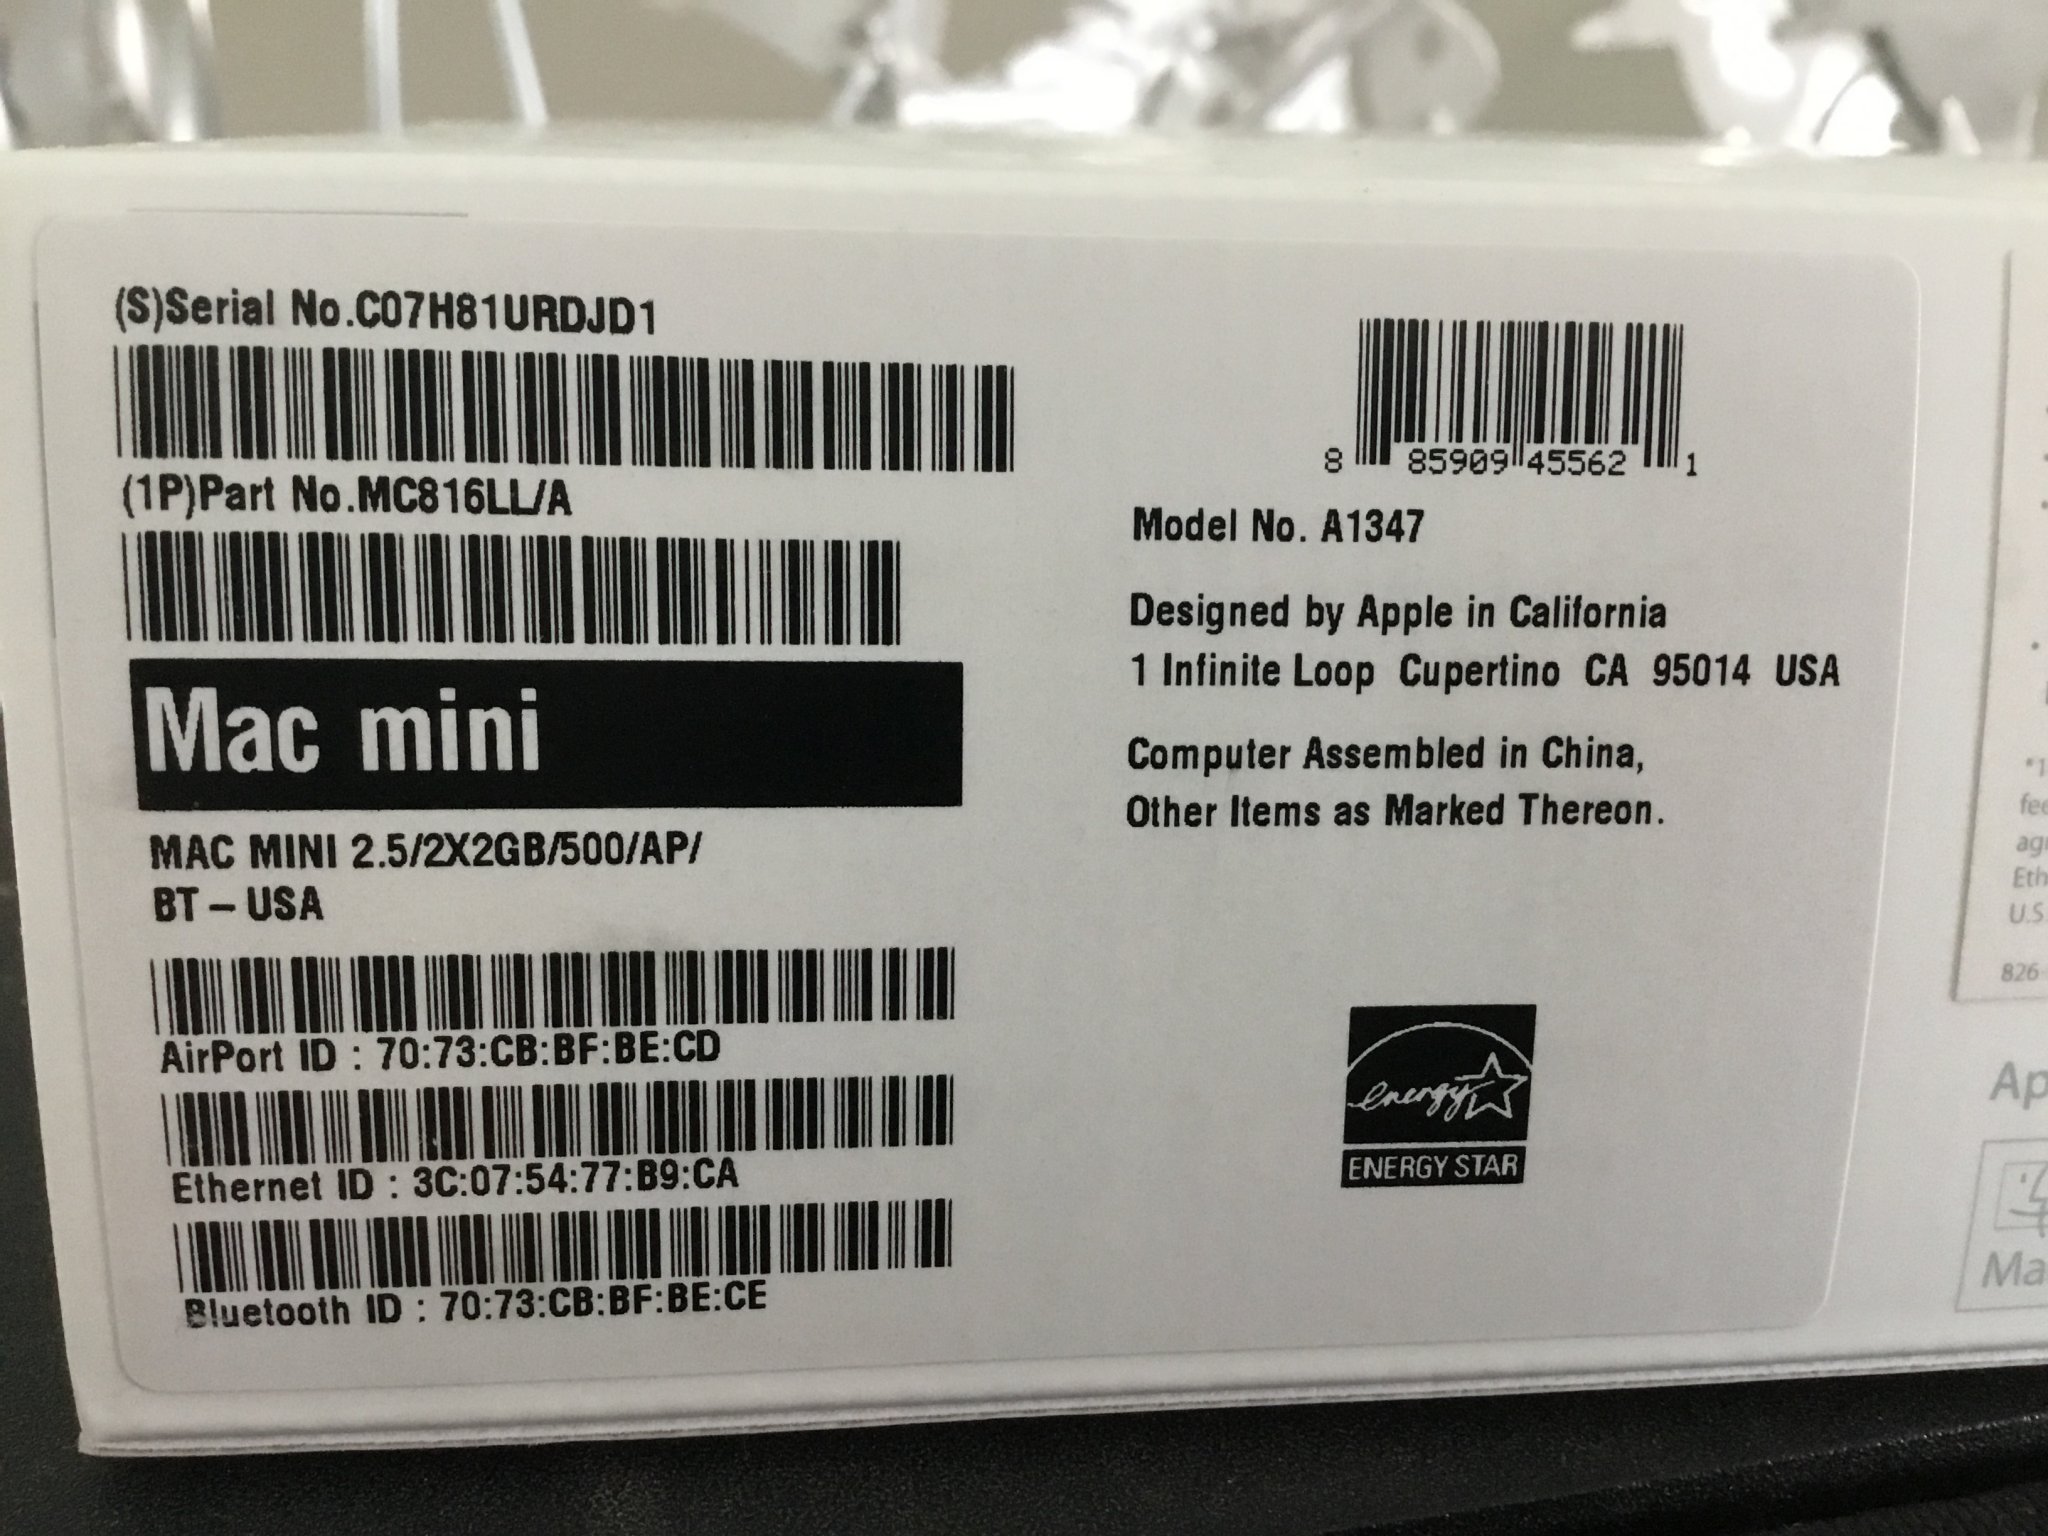 (S)Serial No.C07H81URDJD1
(1P)Part No.MC816LL/A
Mac mini
MAC MINI 2.5/2X2GB/500/AP/
BT – USA
AirPort ID : 70:73:CB:BF:BE:CD
Ethernet ID : 3C:07:54:77:B9:CA
Bluetooth ID : 70:73:CB:BF:BE:CE
8 85909 45562 1
Model No. A1347
Designed by Apple in California
1 Infinite Loop Cupertino CA 95014 USA
Computer Assembled in China,
Other Items as Marked Thereon.
energy
ENERGY STAR
U.S
826